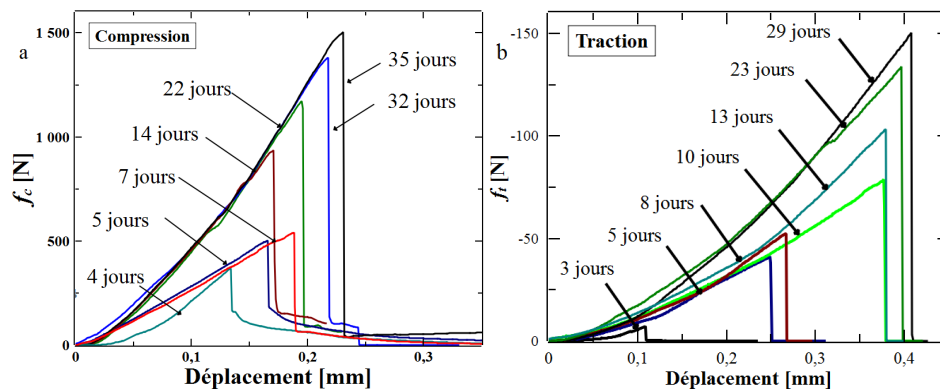 a
Compression
1 500
1 000
500
0
f_c [N]
35 jours
32 jours
22 jours
14 jours
7 jours
5 jours
4 jours
0
0,1
0,2
0,3
Déplacement [mm]
b
Traction
-150
-100
-50
0
f_t [N]
29 jours
23 jours
13 jours
10 jours
8 jours
5 jours
3 jours
0
0,1
0,2
0,3
0,4
Déplacement [mm]